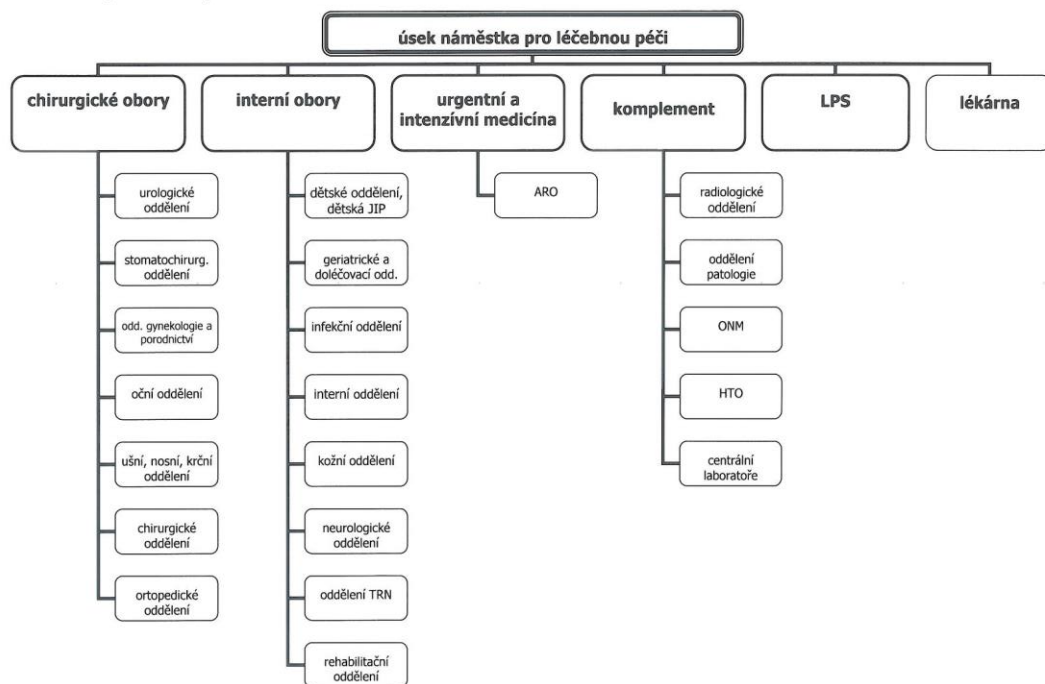 úsek náměstka pro léčebnou péči
chirurgické obory
interní obory
urgentní a
intenzívní medicína
komplement
LPS
lékárna
urologické
oddělení
stomatochirurg.
oddělení
odd. gynekologie a
porodnictví
oční oddělení
ušní, nosní, krční
oddělení
chirurgické
oddělení
ortopedické
oddělení
dětské oddělení,
dětská JIP
geriatrické a
doléčovací odd.
infekční oddělení
interní oddělení
kožní oddělení
neurologické
oddělení
oddělení TRN
rehabilitační
oddělení
ARO
radiologické
oddělení
oddělení
patologie
ONM
HTO
centrální
laboratoře